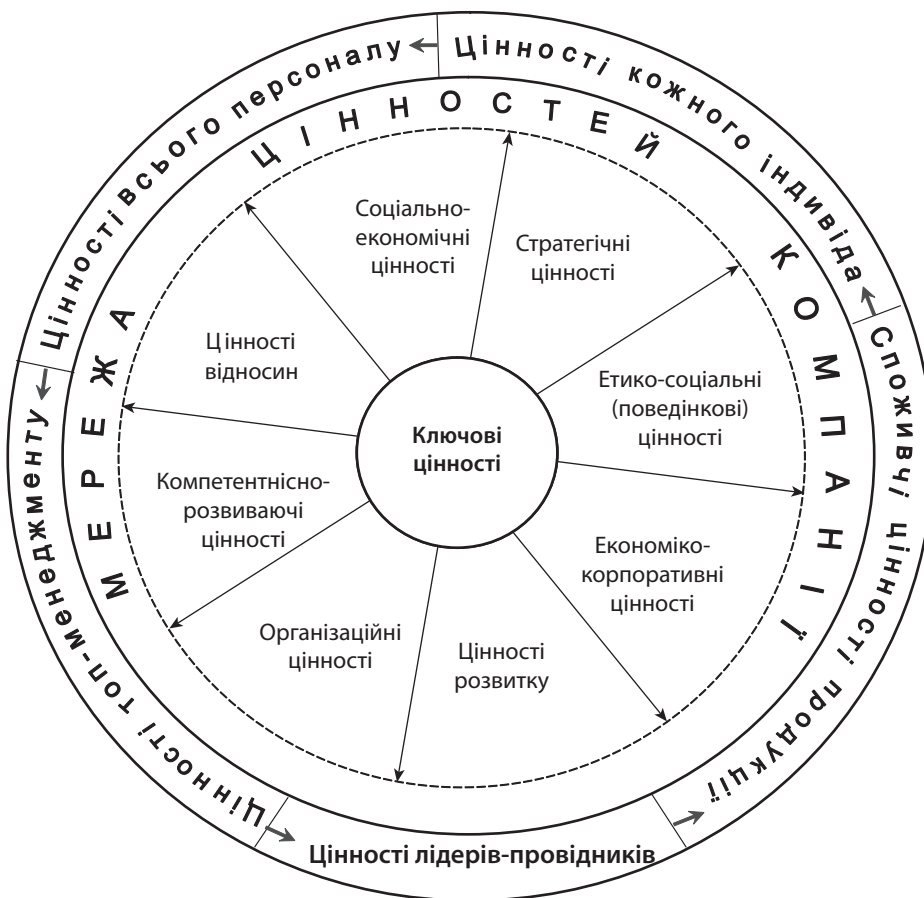 Цінності всього персоналу
Цінності кожного індивіда
Споживчі цінності продукції
Цінності лідерів-провідників
Цінності топ-менеджменту
МЕРЕЖА ЦІННОСТЕЙ КОМПАНІЇ
Соціально-
економічні
цінності
Стратегічні
цінності
Етико-соціальні
(поведінкові)
цінності
Економіко-
корпоративні
цінності
Цінності
розвитку
Організаційні
цінності
Компетентнісно-
розвиваючі
цінності
Цінності
відносин
Ключові
цінності